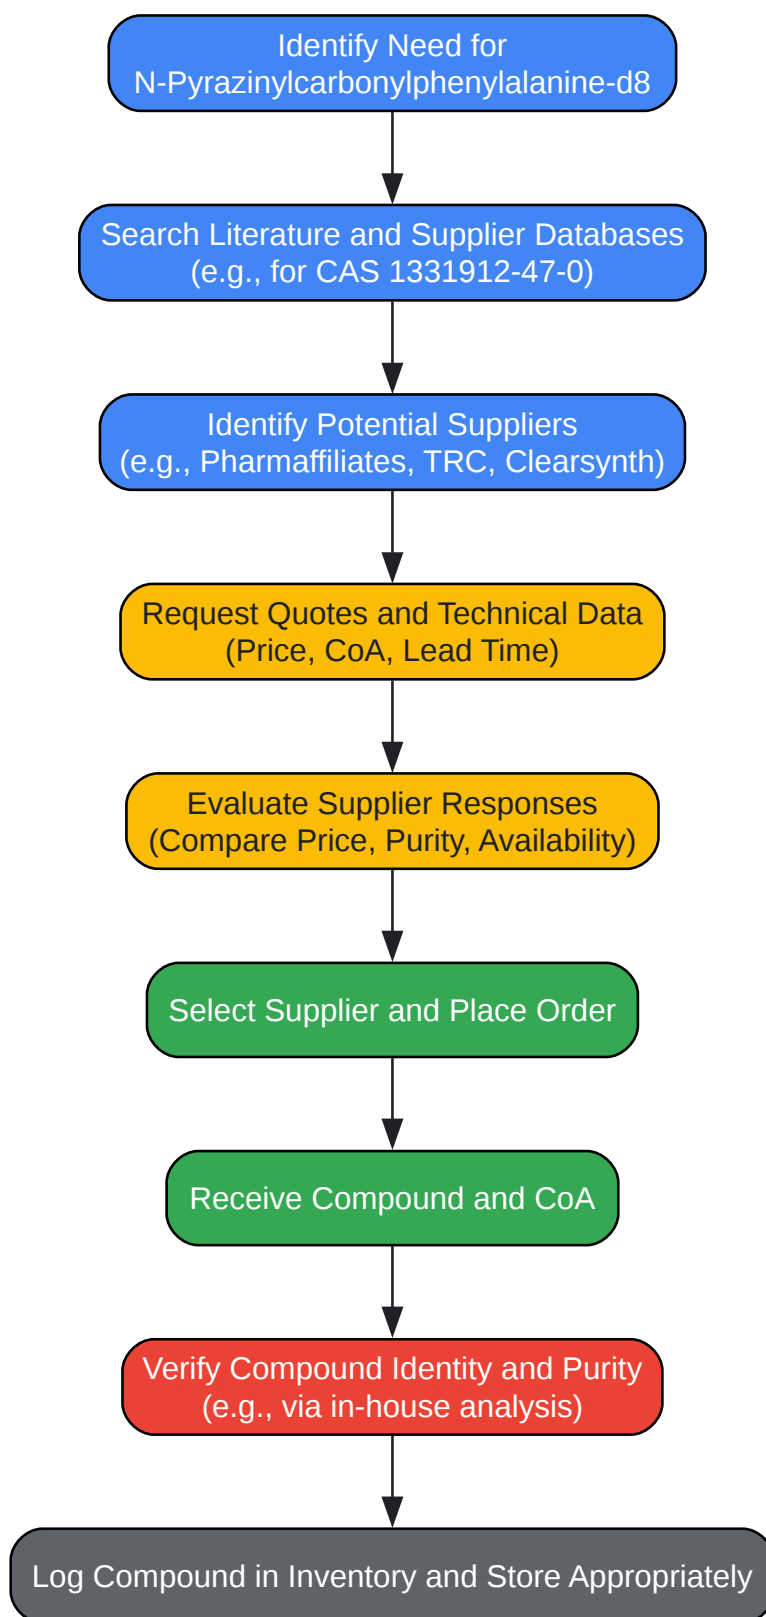 Identify Need for
N-Pyrazinylcarbonylphenylalanine-d8
Search Literature and Supplier Databases
(e.g., for CAS 1331912-47-0)
Identify Potential Suppliers
(e.g., Pharmaffiliates, TRC, Clearsynth)
Request Quotes and Technical Data
(Price, CoA, Lead Time)
Evaluate Supplier Responses
(Compare Price, Purity, Availability)
Select Supplier and Place Order
Receive Compound and CoA
Verify Compound Identity and Purity
(e.g., via in-house analysis)
Log Compound in Inventory and Store Appropriately